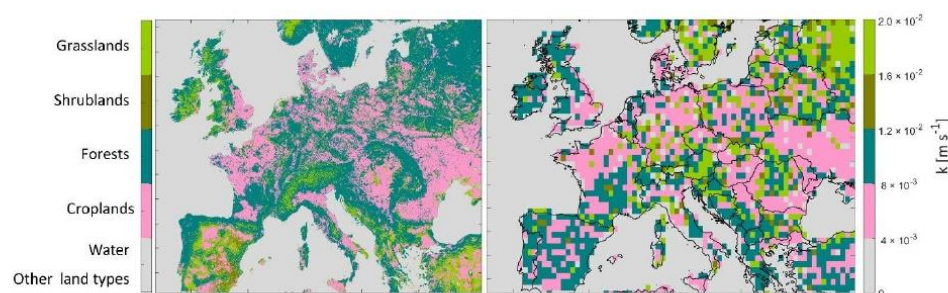 Grasslands
Shrublands
Forests
Croplands
Water
Other land types
2.0 × 10⁻²
1.6 × 10⁻²
1.2 × 10⁻²
8 × 10⁻³
4 × 10⁻³
0
k [m s⁻¹]